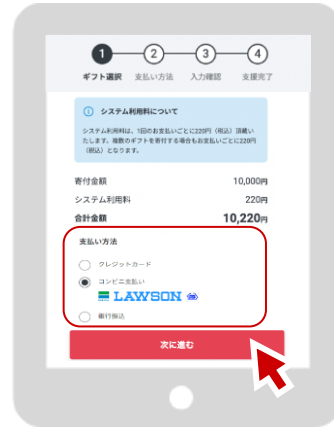 1 2 3 4
ギフト選択 支払い方法 入力確認 支援完了
システム利用料について
システム利用料は、1回のお支払いごとに220円（税込）頂戴い
たします。複数のギフトを寄付する場合もお支払いごとに220円
（税込）となります。
寄付金額 10,000円
システム利用料 220円
合計金額 10,220円
支払い方法
クレジットカード
コンビニ支払い
LAWSON
銀行振込
次に進む